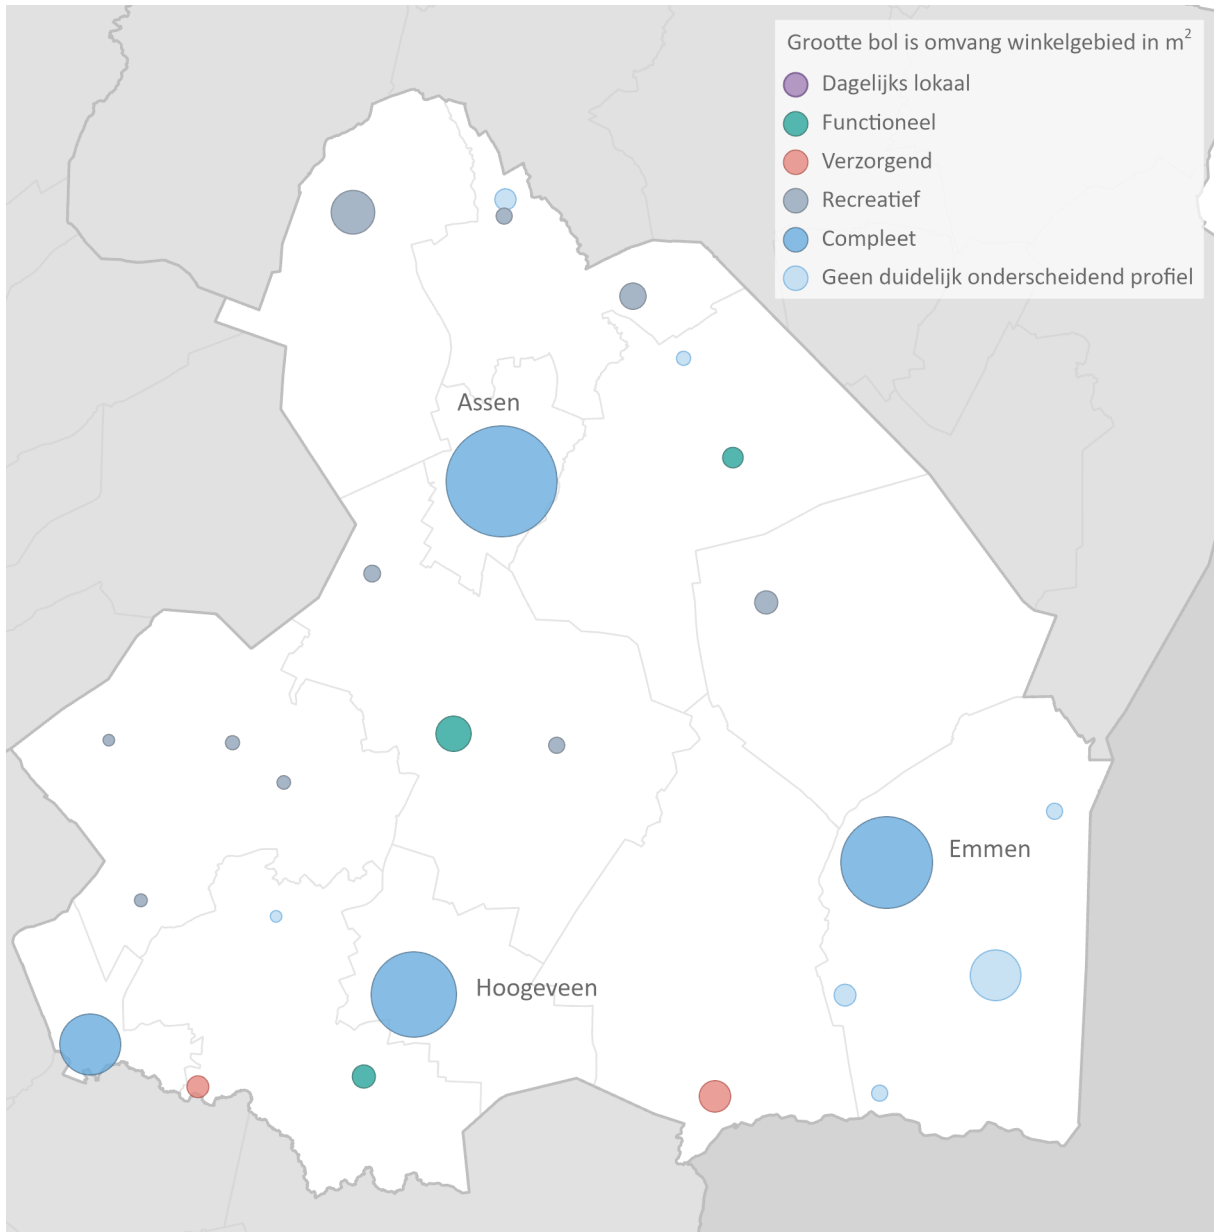 Grootte bol is omvang winkelgebied in m²
Dagelijks lokaal
Functioneel
Verzorgend
Recreatief
Compleet
Geen duidelijk onderscheidend profiel
Assen
Emmen
Hoogeveen